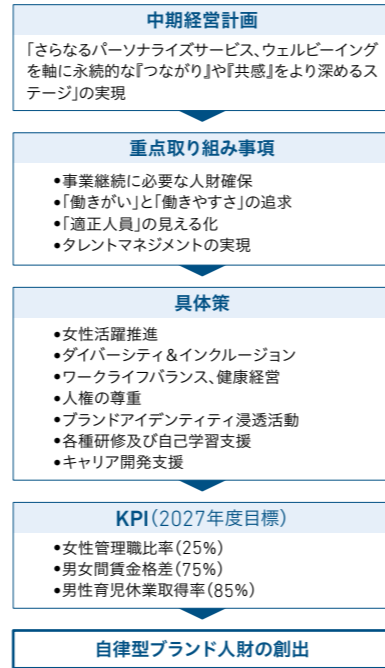 中期経営計画
「さらなるパーソナライズサービス、ウェルビーイング
を軸に永続的な『つながり』や『共感』をより深めるス
テージ」の実現
重点取り組み事項
•事業継続に必要な人財確保
•「働きがい」と「働きやすさ」の追求
•「適正人員」の見える化
•タレントマネジメントの実現
具体策
•女性活躍推進
•ダイバーシティ&インクルージョン
•ワークライフバランス、健康経営
•人権の尊重
•ブランドアイデンティティ浸透活動
•各種研修及び自己学習支援
•キャリア開発支援
KPI(2027年度目標)
•女性管理職比率(25%)
•男女間賃金格差(75%)
•男性育児休業取得率(85%)
自律型ブランド人財の創出